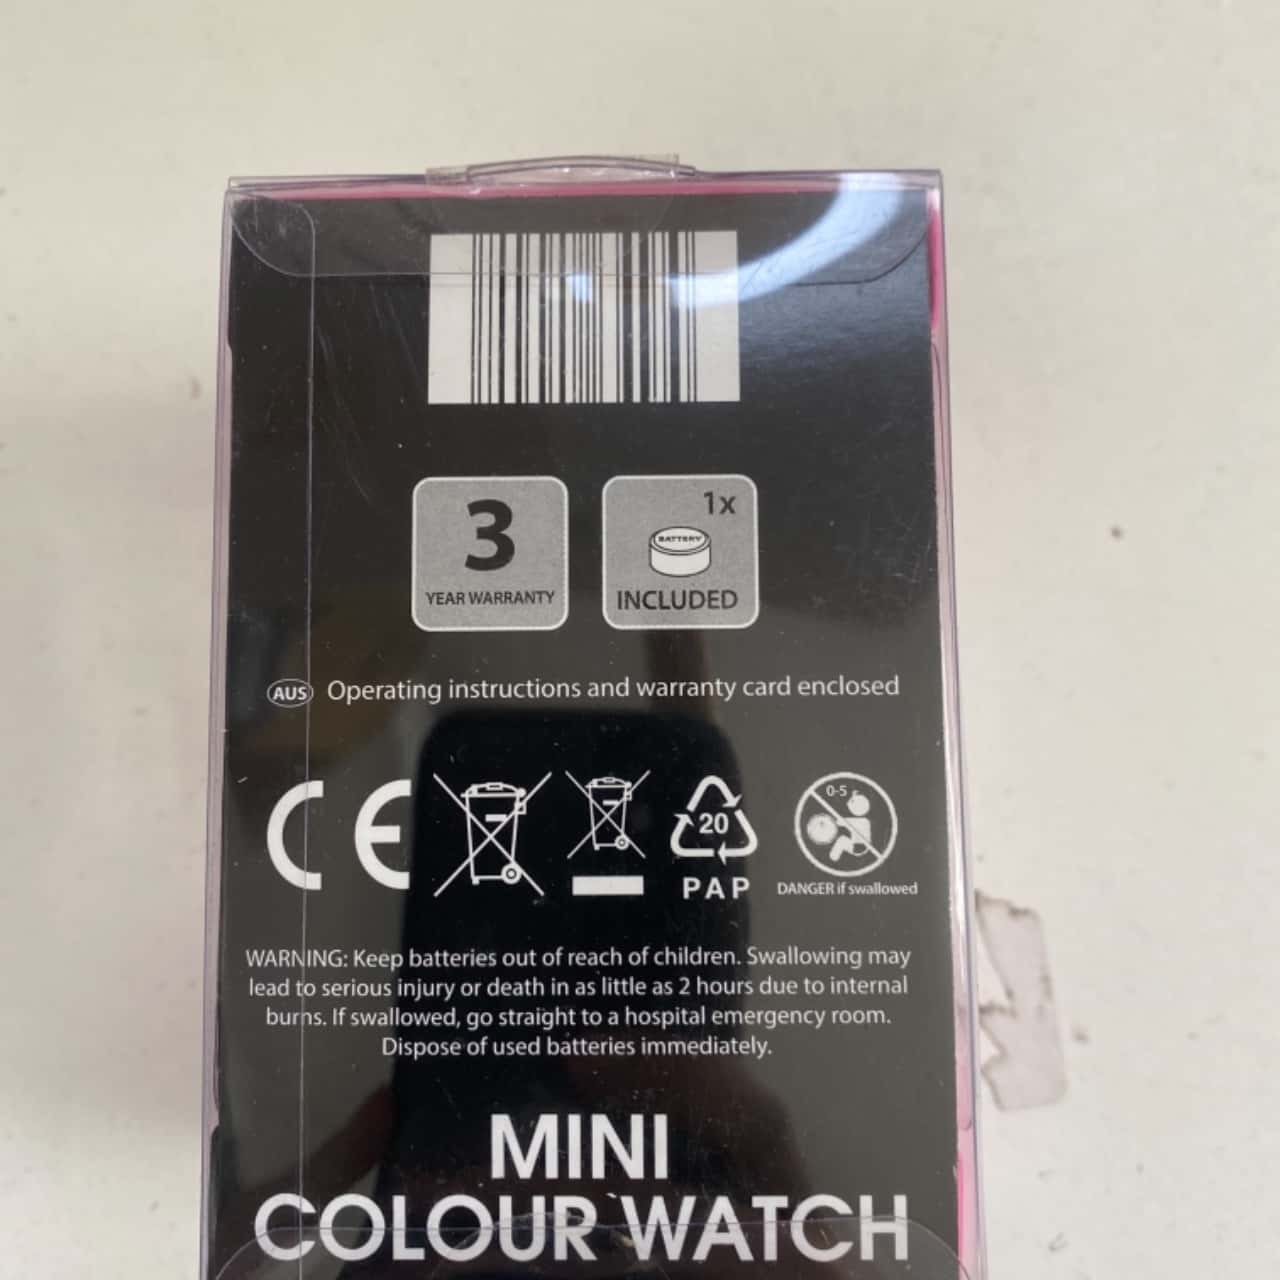 3
YEAR WARRANTY
1x
BATTERY
INCLUDED
AUS Operating instructions and warranty card enclosed
CE
20
PAP
0-5
DANGER if swallowed
WARNING: Keep batteries out of reach of children. Swallowing may
lead to serious injury or death in as little as 2 hours due to internal
burns. If swallowed, go straight to a hospital emergency room.
Dispose of used batteries immediately.
MINI
COLOUR WATCH